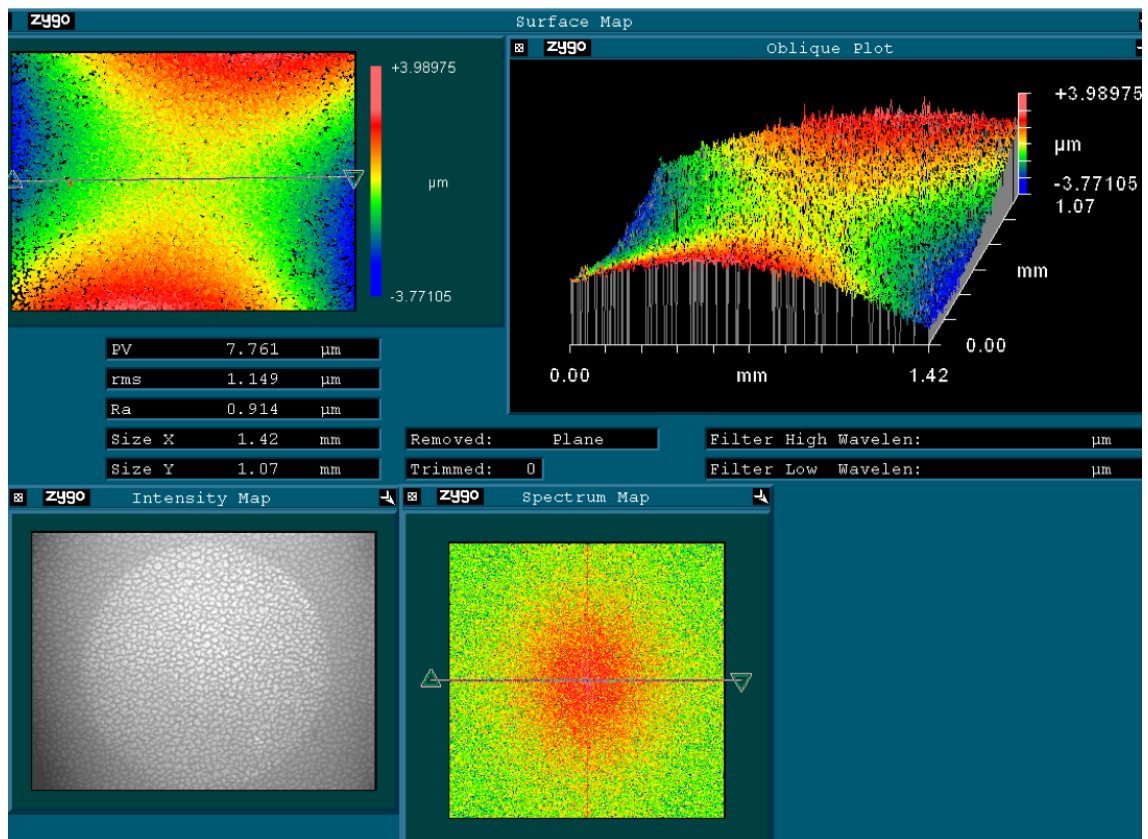 zygo Surface Map
zygo Oblique Plot
+3.98975
µm
-3.77105
+3.98975
µm
-3.77105
1.07
mm
0.00
0.00 mm 1.42
PV 7.761 µm
rms 1.149 µm
Ra 0.914 µm
Size X 1.42 mm
Size Y 1.07 mm
Removed: Plane
Trimmed: 0
Filter High Wavelen: µm
Filter Low Wavelen: µm
zygo Intensity Map
zygo Spectrum Map